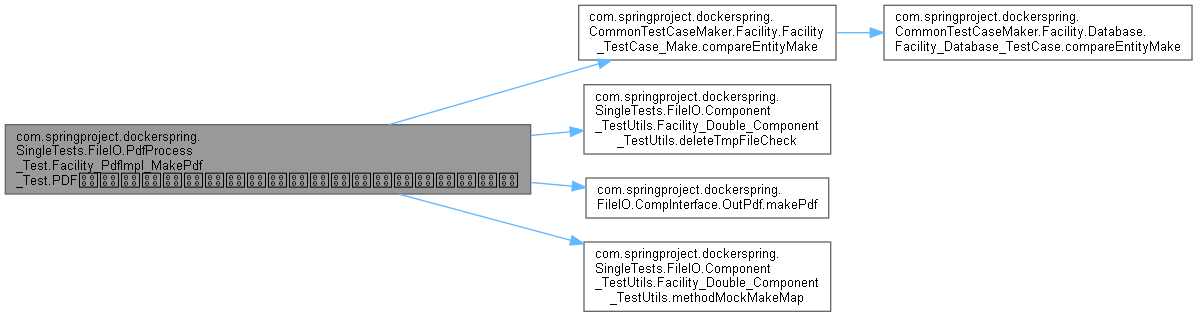 com.springproject.dockerspring.
CommonTestCaseMaker.Facility.Facility
_TestCase_Make.compareEntityMake
com.springproject.dockerspring.
CommonTestCaseMaker.Facility.Database.
Facility_Database_TestCase.compareEntityMake
com.springproject.dockerspring.
SingleTests.FileIO.Component
_TestUtils.Facility_Double_Component
_TestUtils.deleteTmpFileCheck
com.springproject.dockerspring.
SingleTests.FileIO.PdfProcess
_Test.Facility_PdfImpl_MakePdf
_Test.PDF
com.springproject.dockerspring.
FileIO.CompInterface.OutPdf.makePdf
com.springproject.dockerspring.
SingleTests.FileIO.Component
_TestUtils.Facility_Double_Component
_TestUtils.methodMockMakeMap